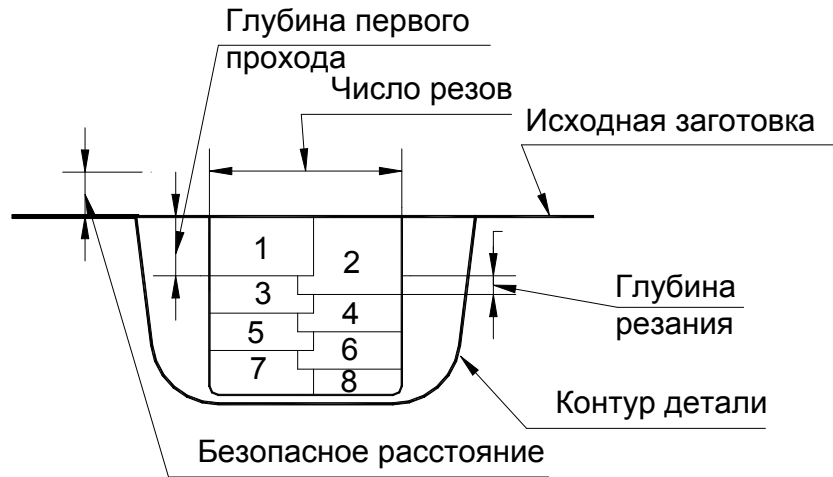 Глубина первого
прохода
Число резов
Исходная заготовка
1
2
3
4
5
6
7
8
Глубина
резания
Контур детали
Безопасное расстояние